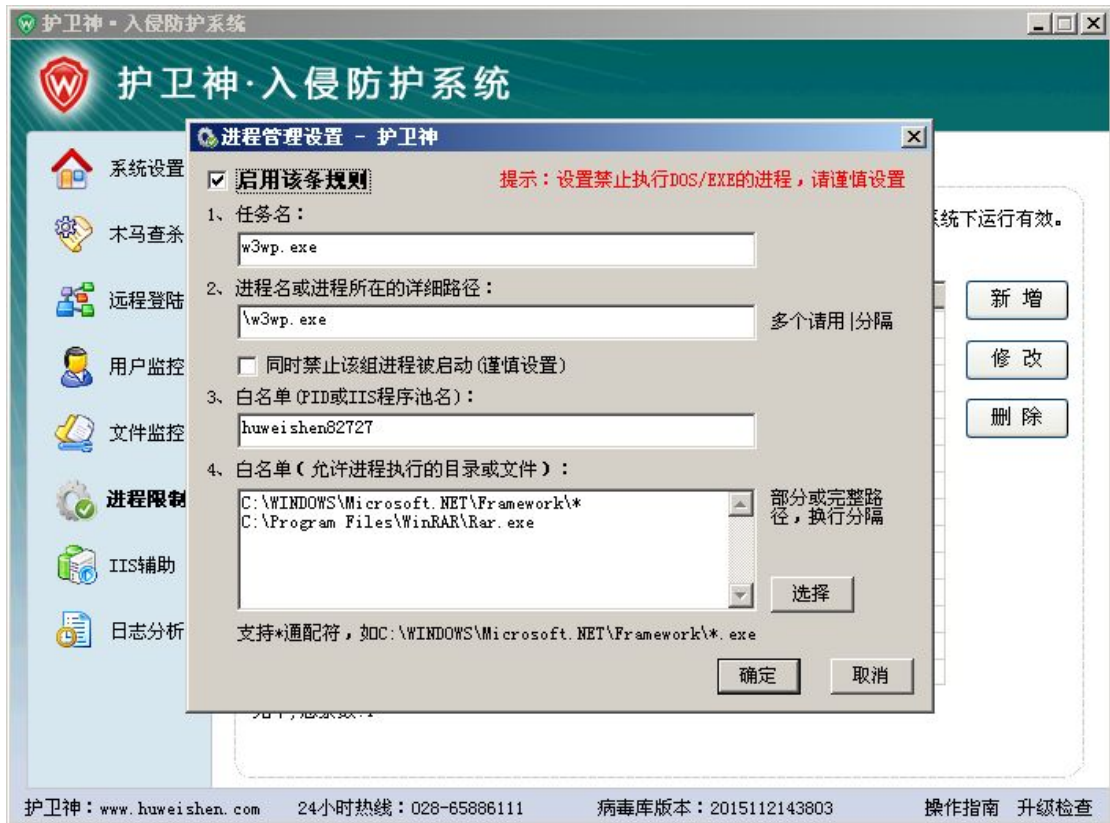 护卫神·入侵防护系统
护卫神·入侵防护系统
进程管理设置 - 护卫神
系统设置
启用该条规则
提示：设置禁止执行DOS/EXE的进程，请谨慎设置
1、任务名：
系统下运行有效。
木马查杀
w3wp.exe
2、进程名或进程所在的详细路径：
远程登陆
新 增
\w3wp.exe
多个请用|分隔
用户监控
同时禁止该组进程被启动(谨慎设置)
修 改
3、白名单(PID或IIS程序池名)：
huweishen82727
删 除
文件监控
4、白名单(允许进程执行的目录或文件)：
进程限制
C:\WINDOWS\Microsoft.NET\Framework\*
C:\Program Files\WinRAR\Rar.exe
部分或完整路
径，换行分隔
IIS辅助
选择
日志分析
支持*通配符，如C:\WINDOWS\Microsoft.NET\Framework\*.exe
确定
取消
护卫神：www.huweishen.com
24小时热线：028-65886111
病毒库版本：2015112143803
操作指南
升级检查